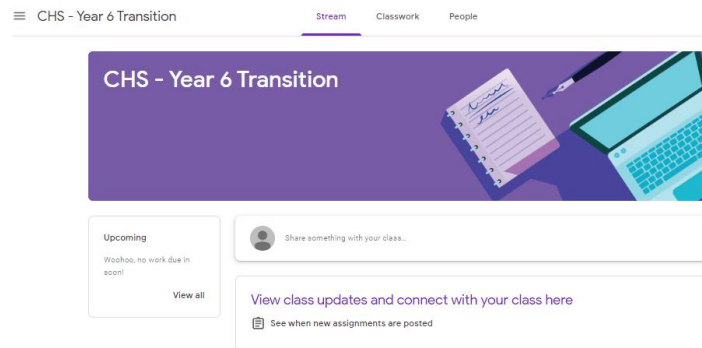 CHS - Year 6 Transition
Stream Classwork People
CHS - Year 6 Transition
Upcoming
Woohoo, no work due in
soon!
View all
Share something with your class...
View class updates and connect with your class here
See when new assignments are posted